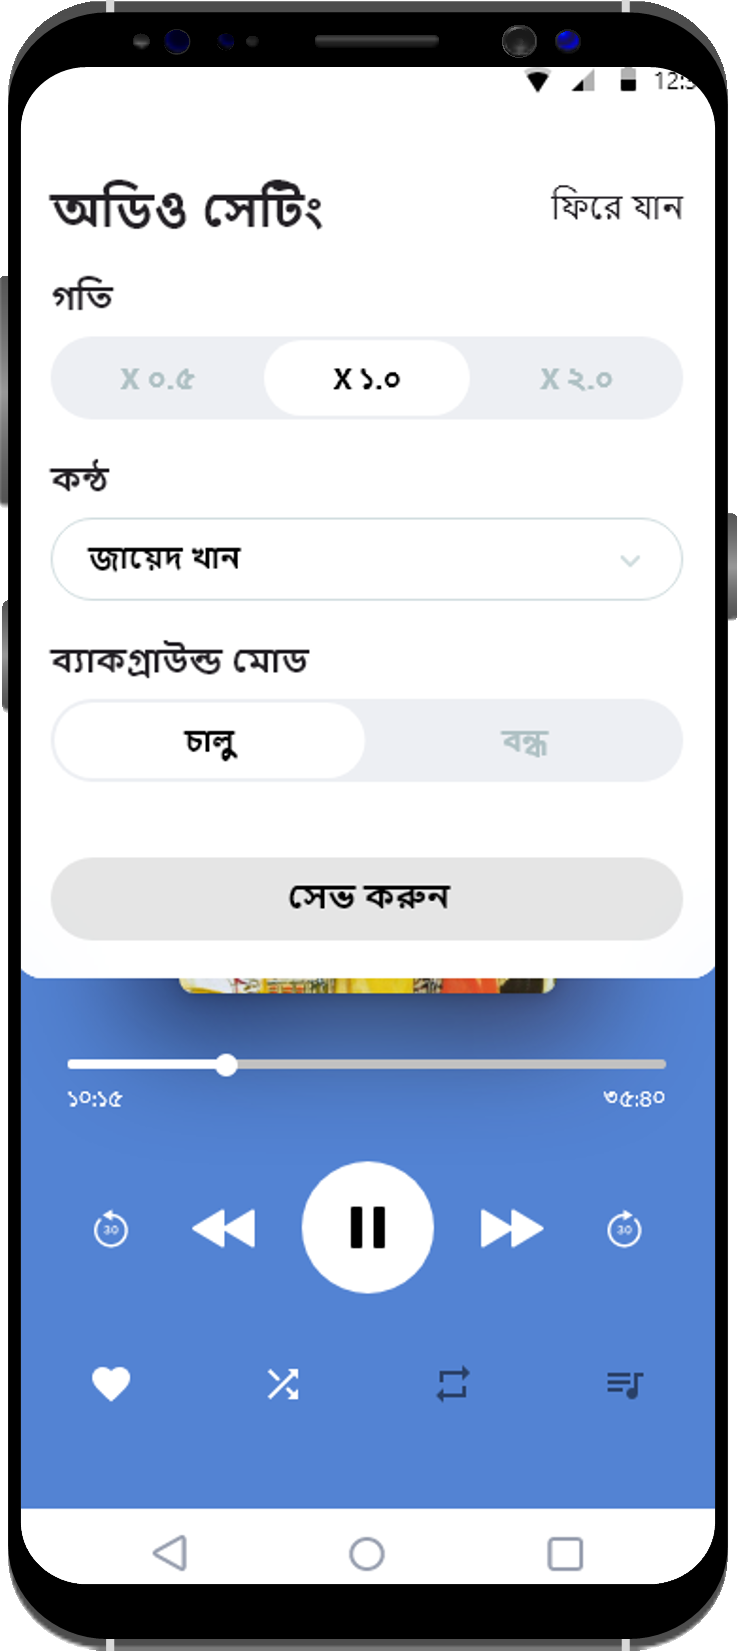 12:3
অডিও সেটিং
ফিরে যান
গতি
X ০.৫ X ১.০ X ২.০
কন্ঠ
জায়েদ খান
ব্যাকগ্রাউন্ড মোড
চালু বন্ধ
সেভ করুন
১০:১৫ ৩৫:৪০
30 30